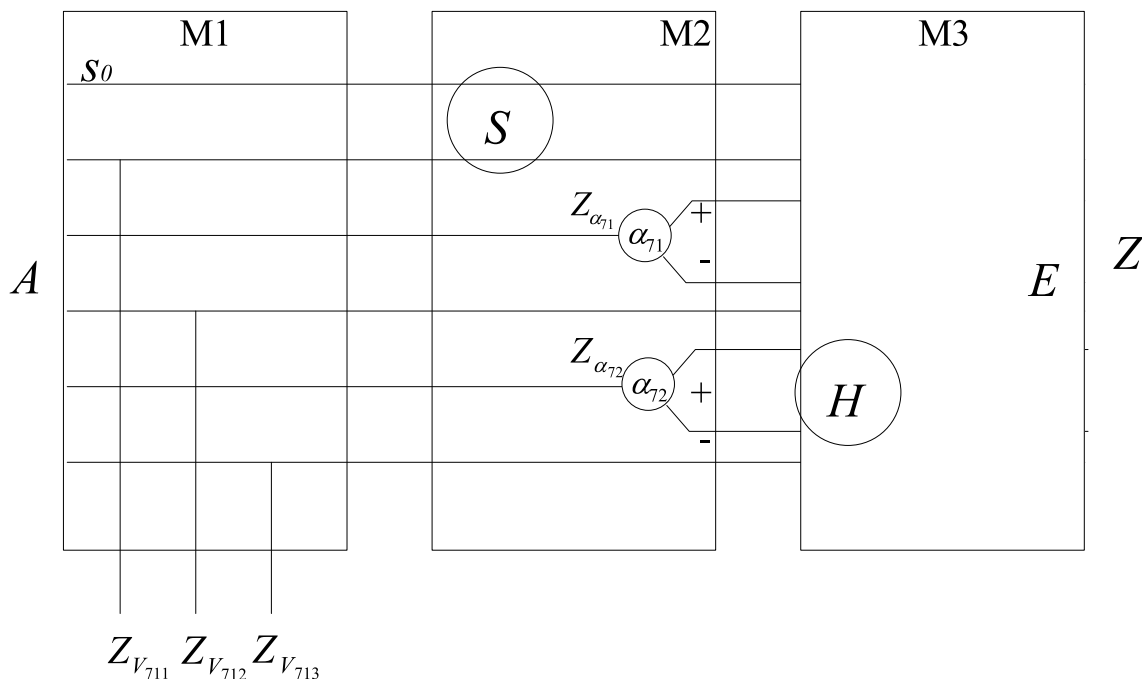 M1 M2 M3
s0
S
Zα71 α71 +
-
A E Z
Zα72 α72 +
H
-
ZV711 ZV712 ZV713